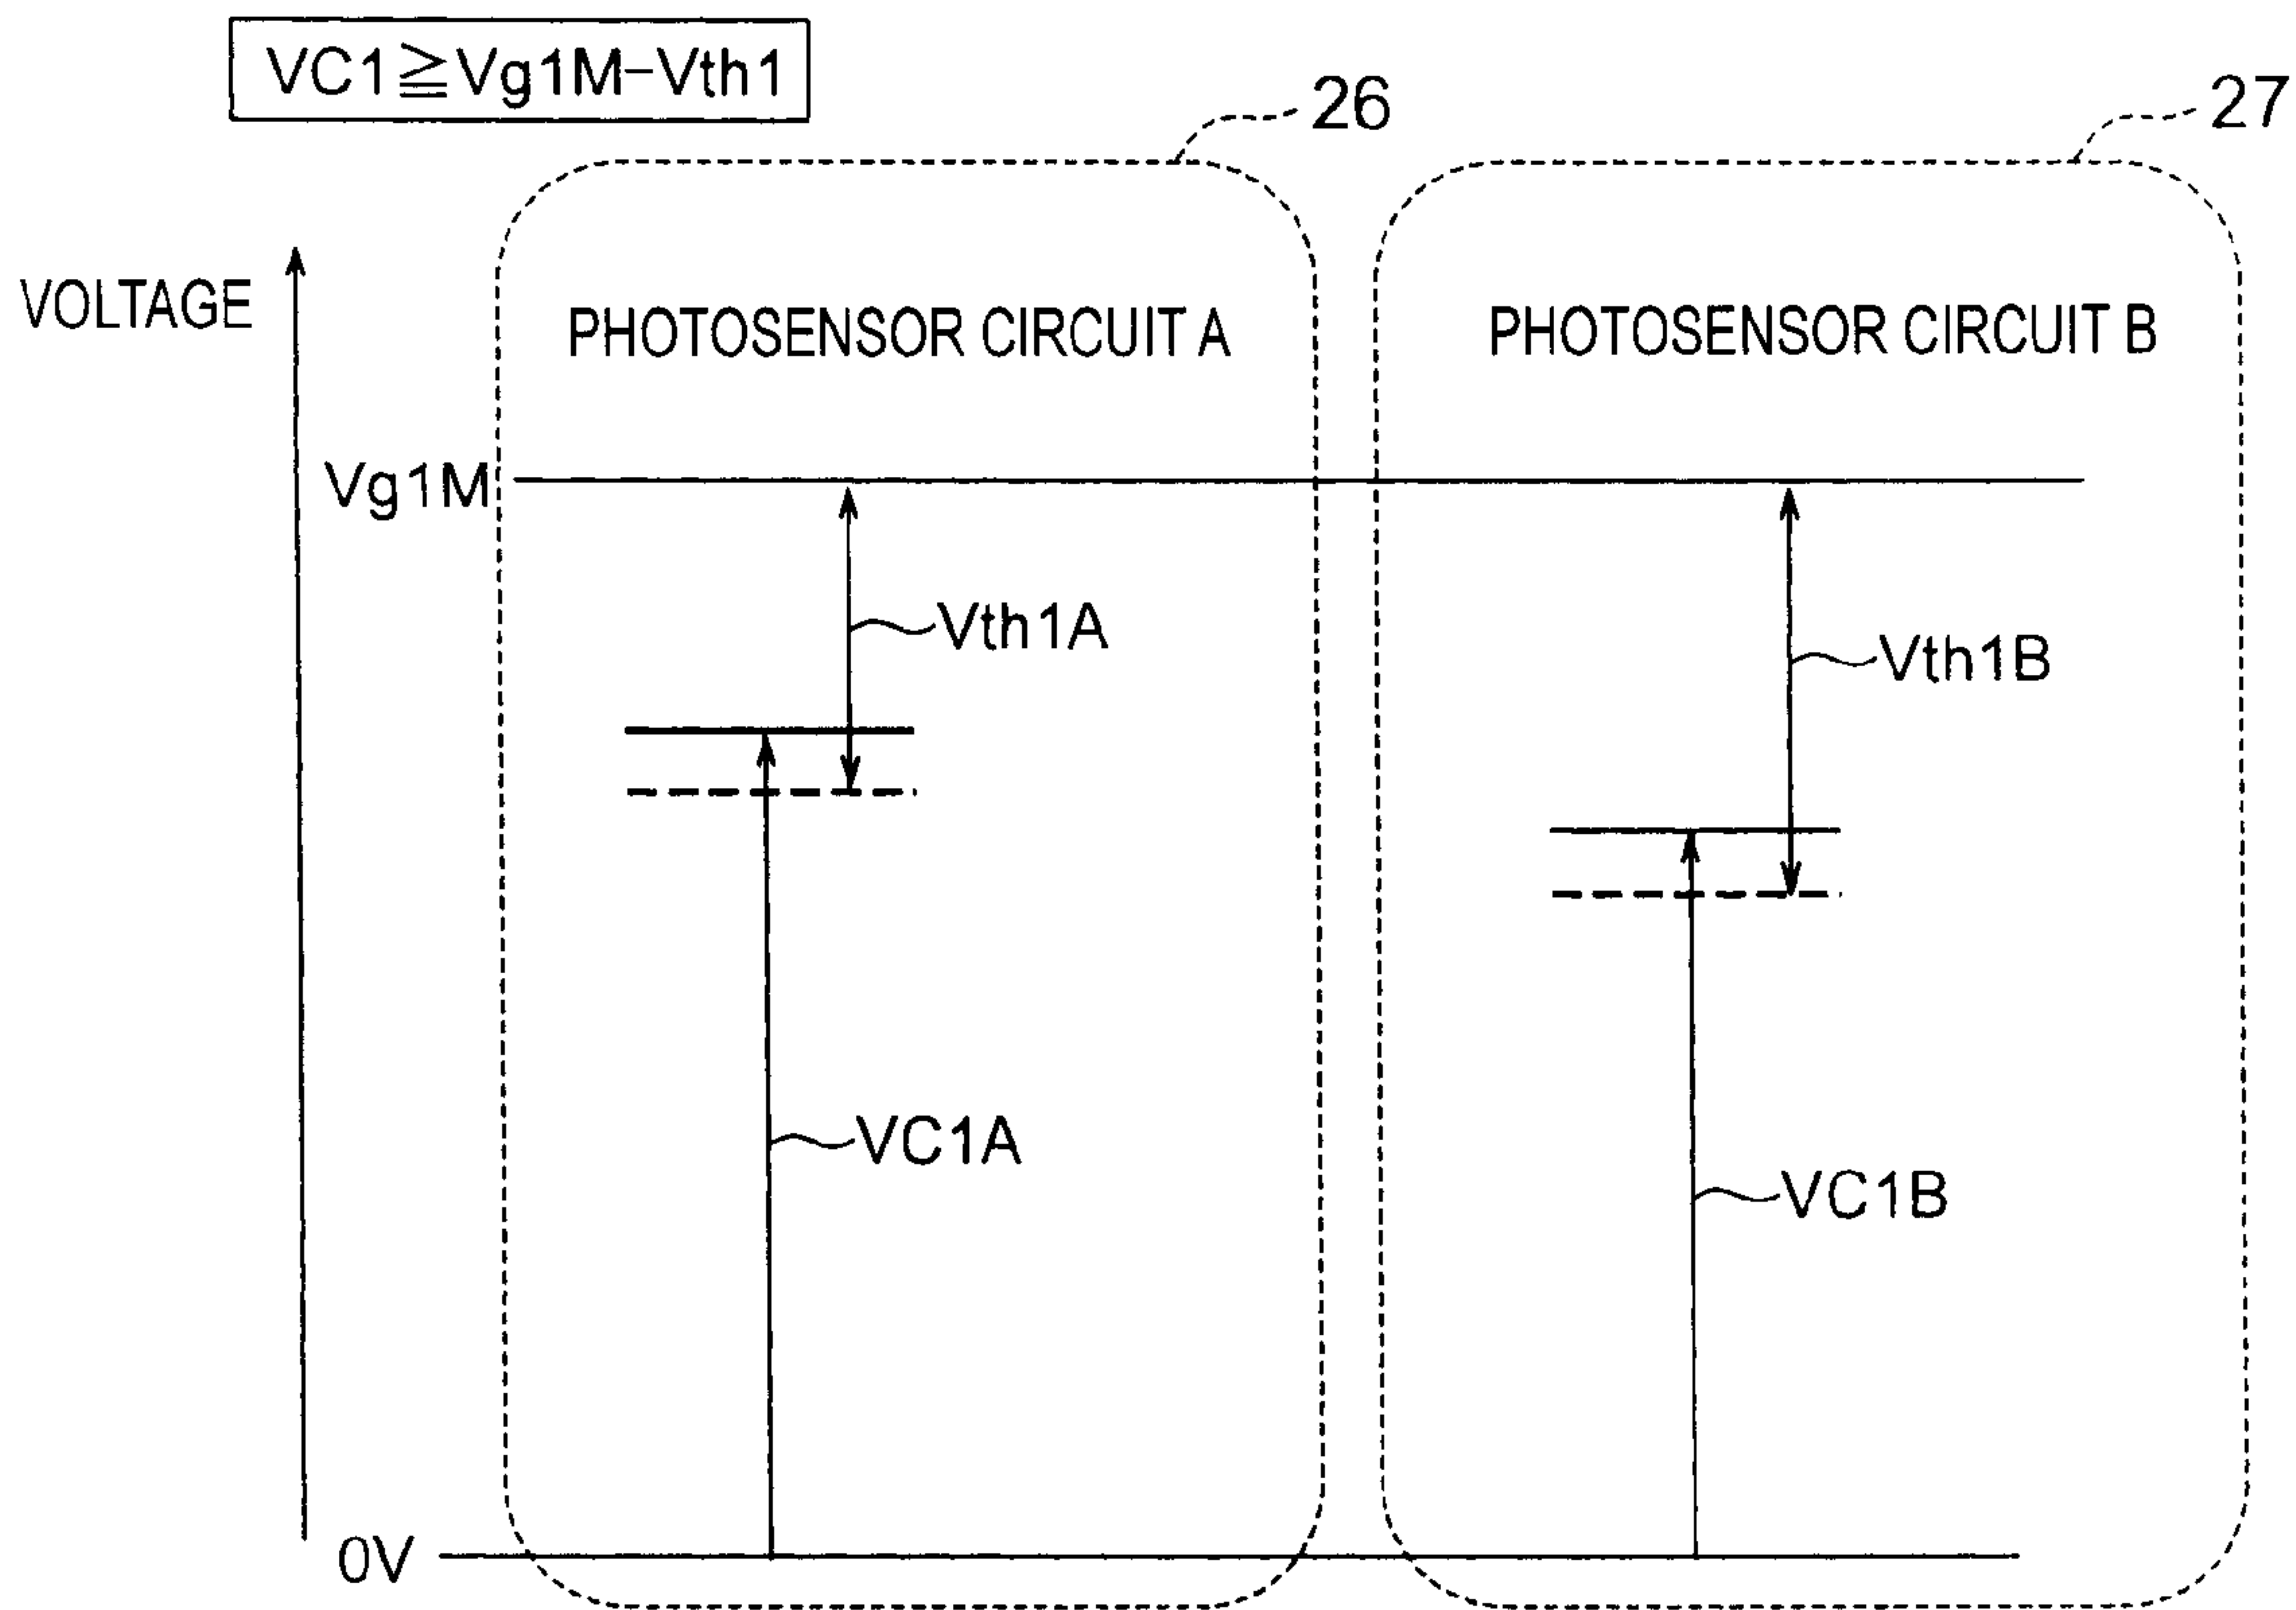 VC1≧Vg1M-Vth1
26
27
VOLTAGE
PHOTOSENSOR CIRCUIT A
PHOTOSENSOR CIRCUIT B
Vg1M
Vth1A
Vth1B
VC1A
VC1B
0V